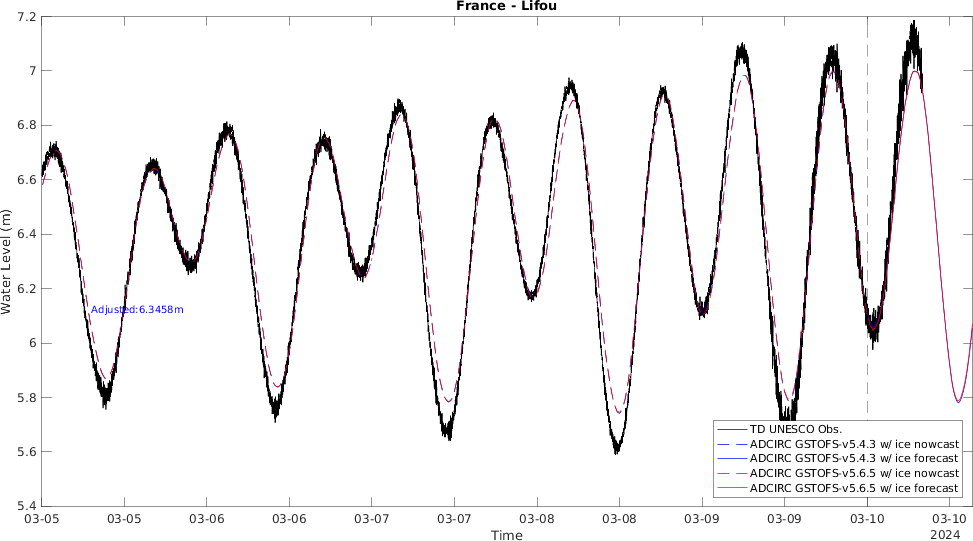 France - Lifou
7.2
7
6.8
6.6
6.4
6.2
6
5.8
5.6
5.4
Water Level (m)
Adjusted:6.3458m
TD UNESCO Obs.
ADCIRC GSTOFS-v5.4.3 w/ ice nowcast
ADCIRC GSTOFS-v5.4.3 w/ ice forecast
ADCIRC GSTOFS-v5.6.5 w/ ice nowcast
ADCIRC GSTOFS-v5.6.5 w/ ice forecast
03-05 03-05 03-06 03-06 03-07 03-07 03-08 03-08 03-09 03-09 03-10 03-10
2024
Time